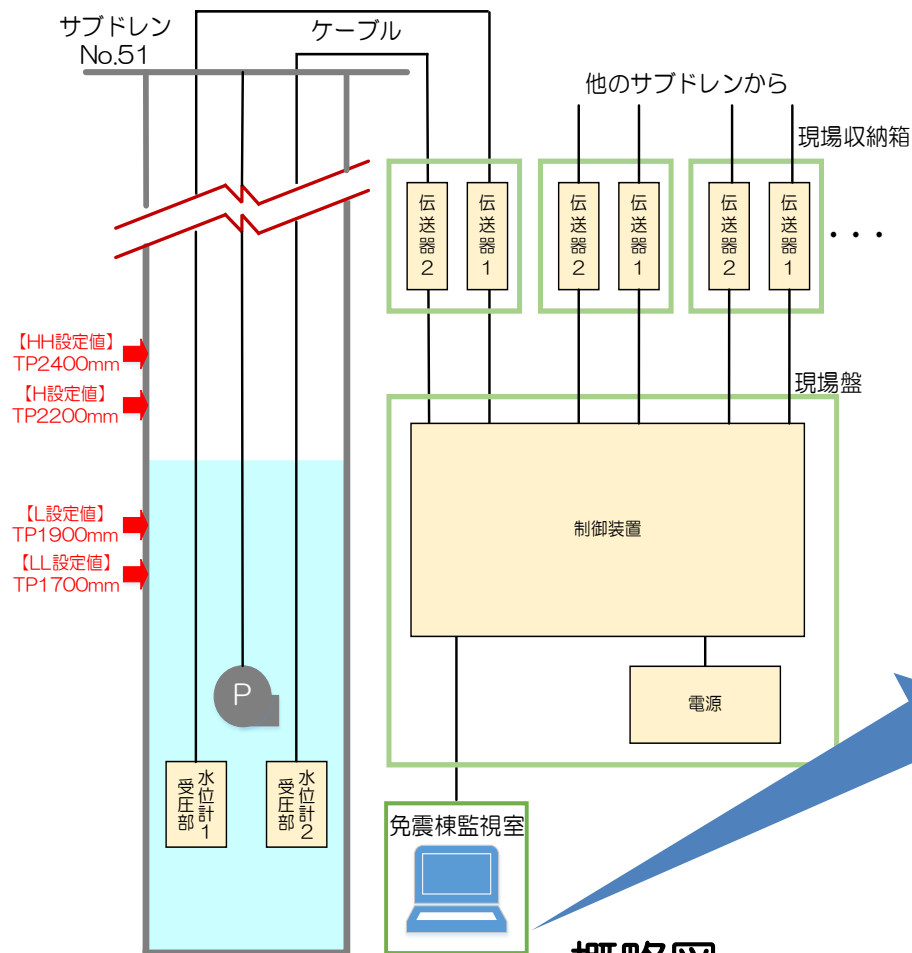 サブドレン
No.51
ケーブル
他のサブドレンから
現場収納箱
伝送器2
伝送器1
伝送器2
伝送器1
伝送器2
伝送器1
・・・
【HH設定値】
TP2400mm
【H設定値】
TP2200mm
【L設定値】
TP1900mm
【LL設定値】
TP1700mm
現場盤
制御装置
電源
P
水位計1
受圧部
水位計2
受圧部
免震棟監視室
概略図